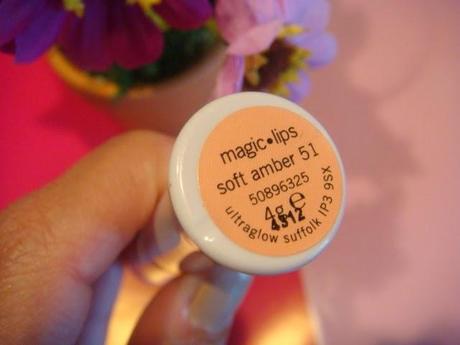 magic•lips
soft amber 51
50896325
4g ℮
4312
ultraglow suffolk IP3 9SX